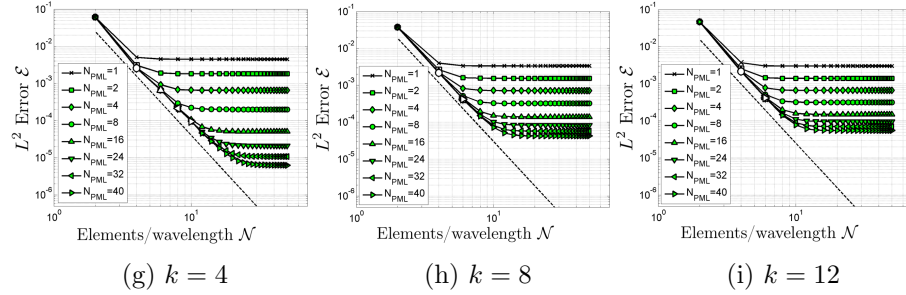 10^-1
10^-2
10^-3
10^-4
10^-5
10^-6
L^2 Error ℰ
N_PML=1
N_PML=2
N_PML=4
N_PML=8
N_PML=16
N_PML=24
N_PML=32
N_PML=40
10^0
10^1
Elements/wavelength 𝒩
(g) k = 4
10^-1
10^-2
10^-3
10^-4
10^-5
10^-6
L^2 Error ℰ
N_PML=1
N_PML=2
N_PML=4
N_PML=8
N_PML=16
N_PML=24
N_PML=32
N_PML=40
10^0
10^1
Elements/wavelength 𝒩
(h) k = 8
10^-1
10^-2
10^-3
10^-4
10^-5
10^-6
L^2 Error ℰ
N_PML=1
N_PML=2
N_PML=4
N_PML=8
N_PML=16
N_PML=24
N_PML=32
N_PML=40
10^0
10^1
Elements/wavelength 𝒩
(i) k = 12